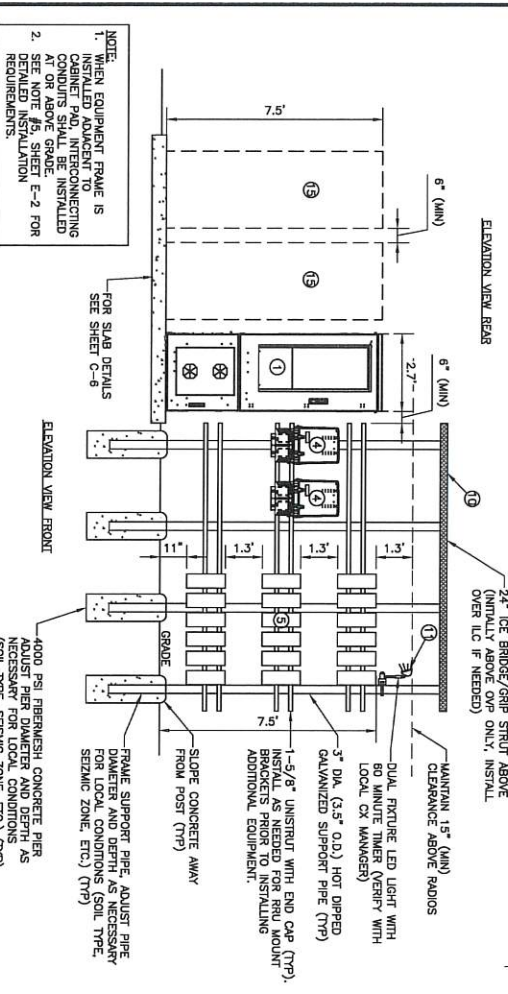 ELEVATION VIEW REAR
6" (MIN)
7.5'
15
15
6" (MIN)
2.7'
1
FOR SLAB DETAILS
SEE SHEET C-6
NOTE:
1. WHEN EQUIPMENT FRAME IS
INSTALLED ADJACENT TO
CABINET PAD, INTERCONNECTING
CONDUITS SHALL BE INSTALLED
AT OR ABOVE GRADE.
2. SEE NOTE #5, SHEET E-2 FOR
DETAILED INSTALLATION
REQUIREMENTS.
10
24" ICE BRIDGE/GRIP STRUT ABOVE
(INITIALLY ABOVE OVP ONLY, INSTALL
OVER ILC IF NEEDED)
11
MAINTAIN 15" (MIN)
CLEARANCE ABOVE RADIOS
DUAL FIXTURE LED LIGHT WITH
60 MINUTE TIMER (VERIFY WITH
LOCAL CX MANAGER)
4
4
5
11"
1.3'
1.3'
1.3'
7.5'
3" DIA. (3.5" O.D.) HOT DIPPED
GALVANIZED SUPPORT PIPE (TYP)
1-5/8" UNISTRUT WITH END CAP (TYP).
INSTALL AS NEEDED FOR RRU MOUNT
BRACKETS PRIOR TO INSTALLING
ADDITIONAL EQUIPMENT.
GRADE
SLOPE CONCRETE AWAY
FROM POST (TYP)
FRAME SUPPORT PIPE, ADJUST PIPE
DIAMETER AND DEPTH AS NECESSARY
FOR LOCAL CONDITIONS (SOIL TYPE,
SEIZMIC ZONE, ETC.) (TYP)
4000 PSI FIBERMESH CONCRETE PIER
ADJUST PIER DIAMETER AND DEPTH AS
NECESSARY FOR LOCAL CONDITIONS
(SOIL TYPE, SEISMIC ZONE, ETC.) (TYP)
ELEVATION VIEW FRONT